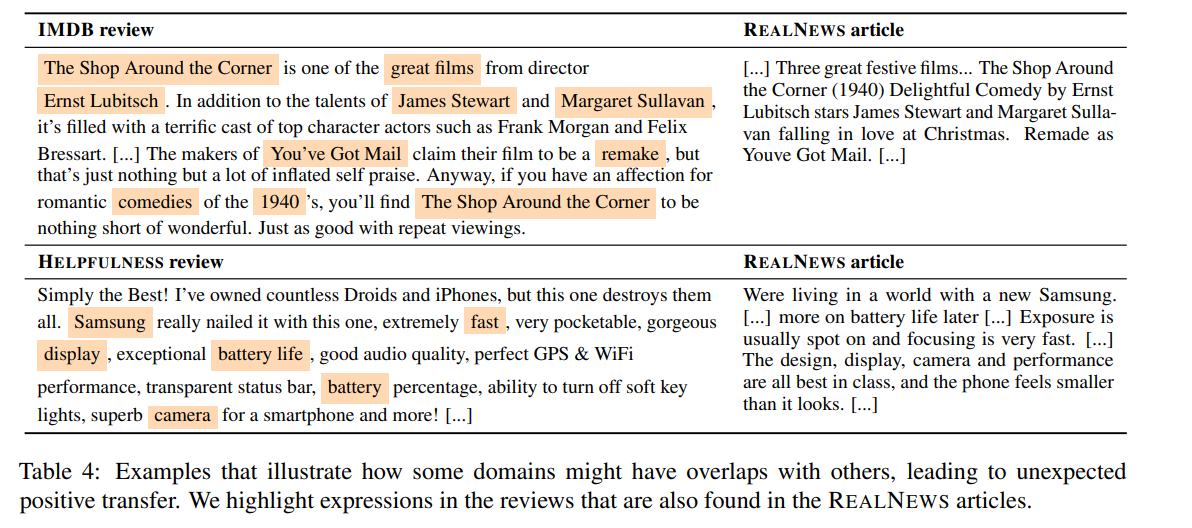 IMDB review
REALNEWS article
The Shop Around the Corner is one of the great films from director
Ernst Lubitsch . In addition to the talents of James Stewart and Margaret Sullavan ,
it's filled with a terrific cast of top character actors such as Frank Morgan and Felix
Bressart. [...] The makers of You've Got Mail claim their film to be a remake , but
that's just nothing but a lot of inflated self praise. Anyway, if you have an affection for
romantic comedies of the 1940 's, you'll find The Shop Around the Corner to be
nothing short of wonderful. Just as good with repeat viewings.
[...] Three great festive films... The Shop Around
the Corner (1940) Delightful Comedy by Ernst
Lubitsch stars James Stewart and Margaret Sulla-
van falling in love at Christmas. Remade as
Youve Got Mail. [...]
HELPFULNESS review
REALNEWS article
Simply the Best! I've owned countless Droids and iPhones, but this one destroys them
all. Samsung really nailed it with this one, extremely fast , very pocketable, gorgeous
display , exceptional battery life , good audio quality, perfect GPS & WiFi
performance, transparent status bar, battery percentage, ability to turn off soft key
lights, superb camera for a smartphone and more! [...]
Were living in a world with a new Samsung.
[...] more on battery life later [...] Exposure is
usually spot on and focusing is very fast. [...]
The design, display, camera and performance
are all best in class, and the phone feels smaller
than it looks. [...]
Table 4: Examples that illustrate how some domains might have overlaps with others, leading to unexpected
positive transfer. We highlight expressions in the reviews that are also found in the REALNEWS articles.